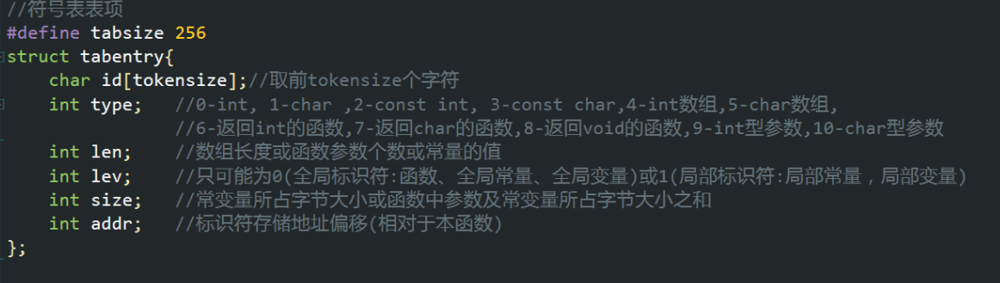 //符号表表项
#define tabsize 256
struct tabentry{
    char id[tokensize];//取前tokensize个字符
    int type;   //0-int, 1-char ,2-const int, 3-const char,4-int数组,5-char数组,
                //6-返回int的函数,7-返回char的函数,8-返回void的函数,9-int型参数,10-char型参数
    int len;    //数组长度或函数参数个数或常量的值
    int lev;    //只可能为0(全局标识符:函数、全局常量、全局变量)或1(局部标识符:局部常量，局部变量)
    int size;   //常变量所占字节大小或函数中参数及常变量所占字节大小之和
    int addr;   //标识符存储地址偏移(相对于本函数)
};